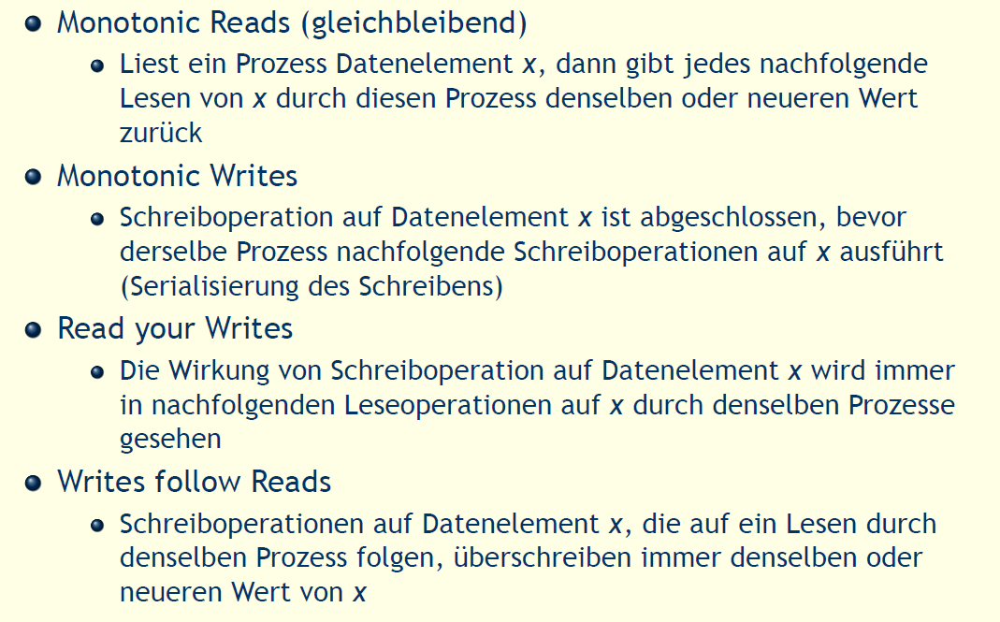 Monotonic Reads (gleichbleibend)
Liest ein Prozess Datenelement x, dann gibt jedes nachfolgende
Lesen von x durch diesen Prozess denselben oder neueren Wert
zurück
Monotonic Writes
Schreiboperation auf Datenelement x ist abgeschlossen, bevor
derselbe Prozess nachfolgende Schreiboperationen auf x ausführt
(Serialisierung des Schreibens)
Read your Writes
Die Wirkung von Schreiboperation auf Datenelement x wird immer
in nachfolgenden Leseoperationen auf x durch denselben Prozesse
gesehen
Writes follow Reads
Schreiboperationen auf Datenelement x, die auf ein Lesen durch
denselben Prozess folgen, überschreiben immer denselben oder
neueren Wert von x